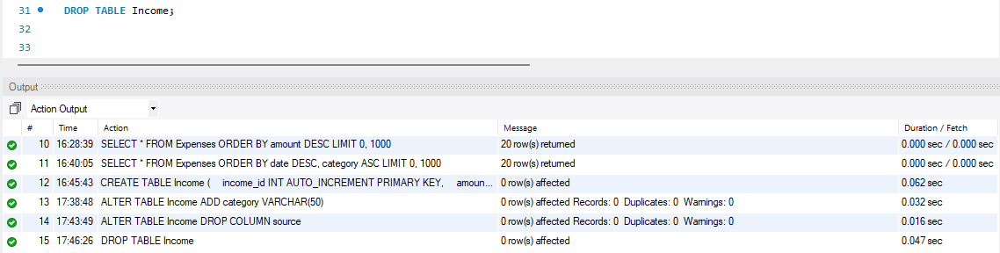 31 DROP TABLE Income;
32
33
Output
Action Output
# Time Action Message Duration / Fetch
10 16:28:39 SELECT * FROM Expenses ORDER BY amount DESC LIMIT 0, 1000 20 row(s) returned 0.000 sec / 0.000 sec
11 16:40:05 SELECT * FROM Expenses ORDER BY date DESC, category ASC LIMIT 0, 1000 20 row(s) returned 0.000 sec / 0.000 sec
12 16:45:43 CREATE TABLE Income ( income_id INT AUTO_INCREMENT PRIMARY KEY, amoun... 0 row(s) affected 0.062 sec
13 17:38:48 ALTER TABLE Income ADD category VARCHAR(50) 0 row(s) affected Records: 0 Duplicates: 0 Warnings: 0 0.032 sec
14 17:43:49 ALTER TABLE Income DROP COLUMN source 0 row(s) affected Records: 0 Duplicates: 0 Warnings: 0 0.016 sec
15 17:46:26 DROP TABLE Income 0 row(s) affected 0.047 sec